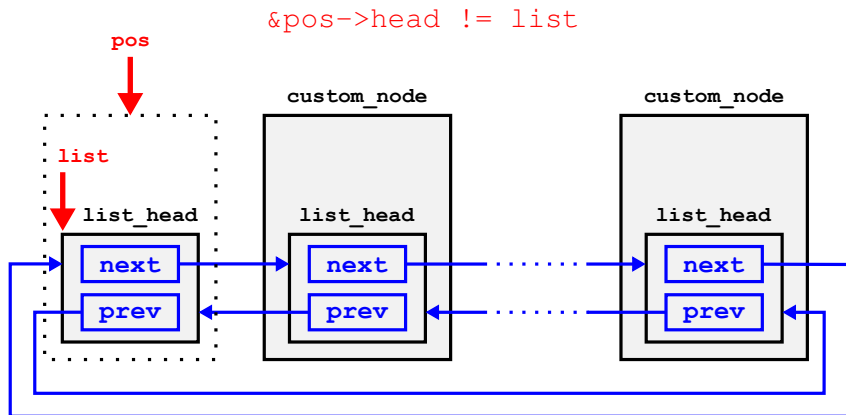 &pos->head != list
pos
custom_node
custom_node
list
list_head
list_head
list_head
next
next
next
prev
prev
prev